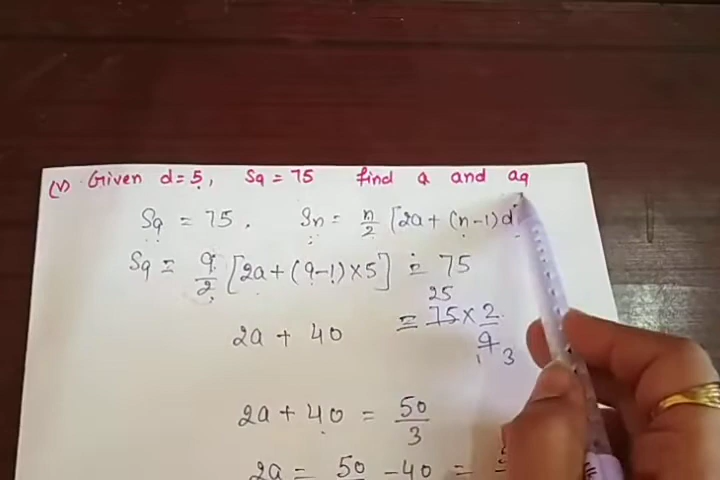 (v) Given d=5, S9 = 75 find a and a9
S9 = 75. Sn = n/2 [2a + (n-1)d]
S9 = 9/2 [2a + (9-1)×5] = 75
25
2a + 40 = 75 × 2/9
1 3
2a + 40 = 50/3
2a = 50 - 40 =